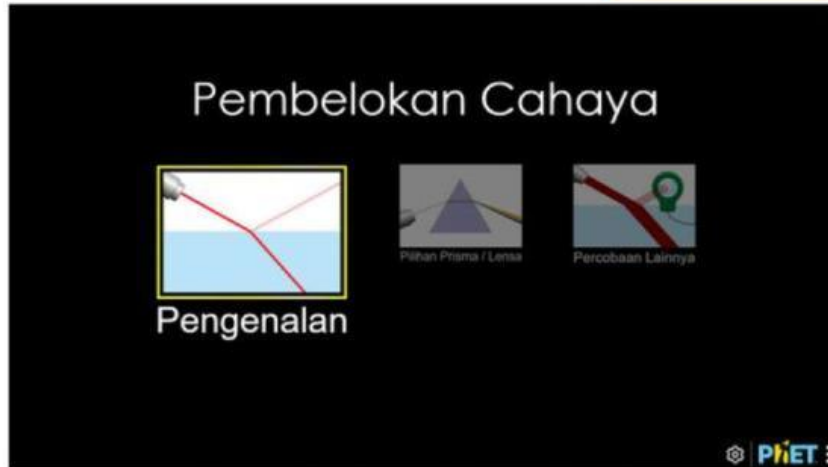 Pembelokan Cahaya
Pengenalan
Pilihan Prisma / Lensa
Percobaan Lainnya
PhET